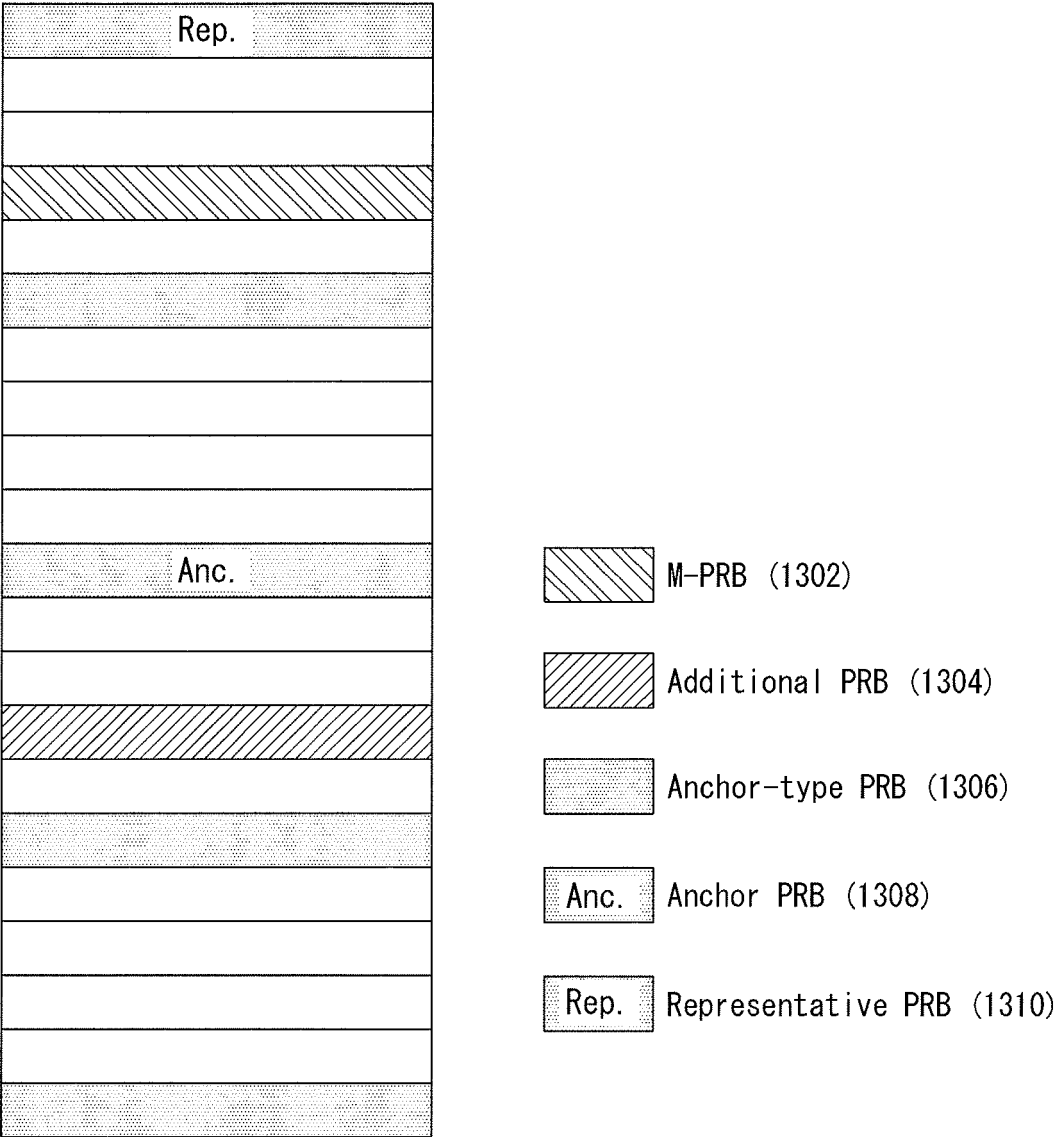 Rep.
Anc.
M-PRB (1302)
Additional PRB (1304)
Anchor-type PRB (1306)
Anc. Anchor PRB (1308)
Rep. Representative PRB (1310)